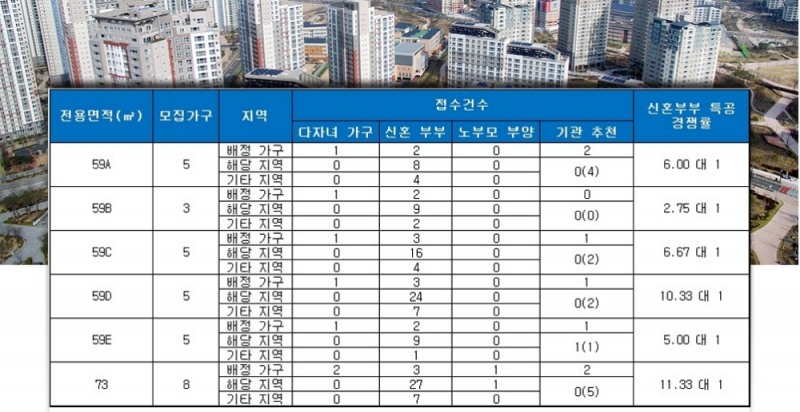 전용면적(㎡) 모집가구 지역 접수건수 신혼부부 특공 경쟁률
다자녀 가구 신혼 부부 노부모 부양 기관 추천
59A 5 배정 가구 1 2 0 2 6.00 대 1
해당 지역 0 8 0 0(4)
기타 지역 0 4 0
59B 3 배정 가구 1 2 0 0 2.75 대 1
해당 지역 0 9 0 0(0)
기타 지역 0 2 0
59C 5 배정 가구 1 3 0 1 6.67 대 1
해당 지역 0 16 0 0(2)
기타 지역 0 4 0
59D 5 배정 가구 1 3 0 1 10.33 대 1
해당 지역 0 24 0 0(2)
기타 지역 0 7 0
59E 5 배정 가구 1 2 0 1 5.00 대 1
해당 지역 0 9 0 1(1)
기타 지역 0 1 0
73 8 배정 가구 2 3 1 2 11.33 대 1
해당 지역 0 27 1 0(5)
기타 지역 0 7 0